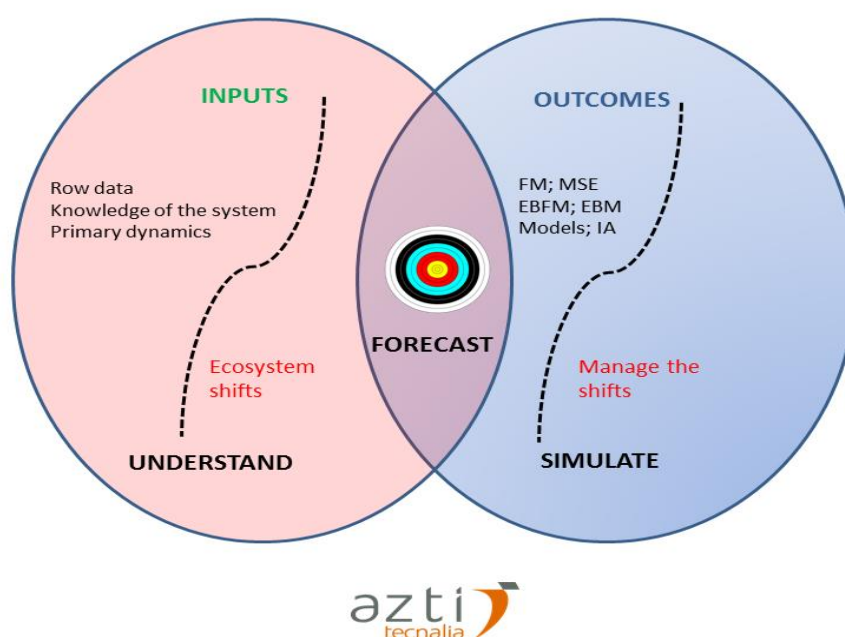 INPUTS
Row data
Knowledge of the system
Primary dynamics
Ecosystem
shifts
UNDERSTAND
FORECAST
OUTCOMES
FM; MSE
EBFM; EBM
Models; IA
Manage the
shifts
SIMULATE
azti
tecnalia